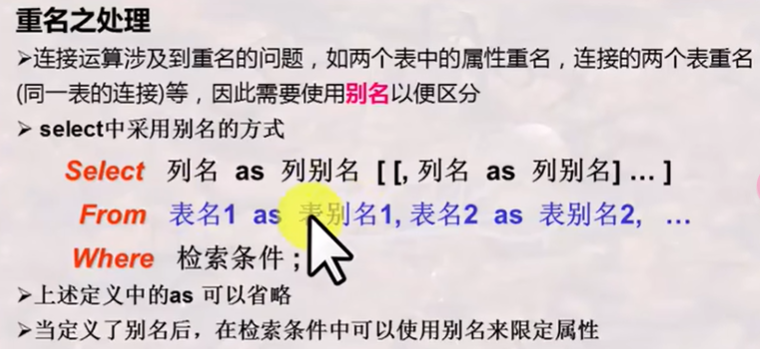 重名之处理
➢连接运算涉及到重名的问题，如两个表中的属性重名，连接的两个表重名
(同一表的连接)等，因此需要使用别名以便区分
➢ select中采用别名的方式
Select 列名 as 列别名 [ [, 列名 as 列别名] … ]
From 表名1 as 表别名1, 表名2 as 表别名2, …
Where 检索条件 ;
➢上述定义中的as 可以省略
➢当定义了别名后，在检索条件中可以使用别名来限定属性